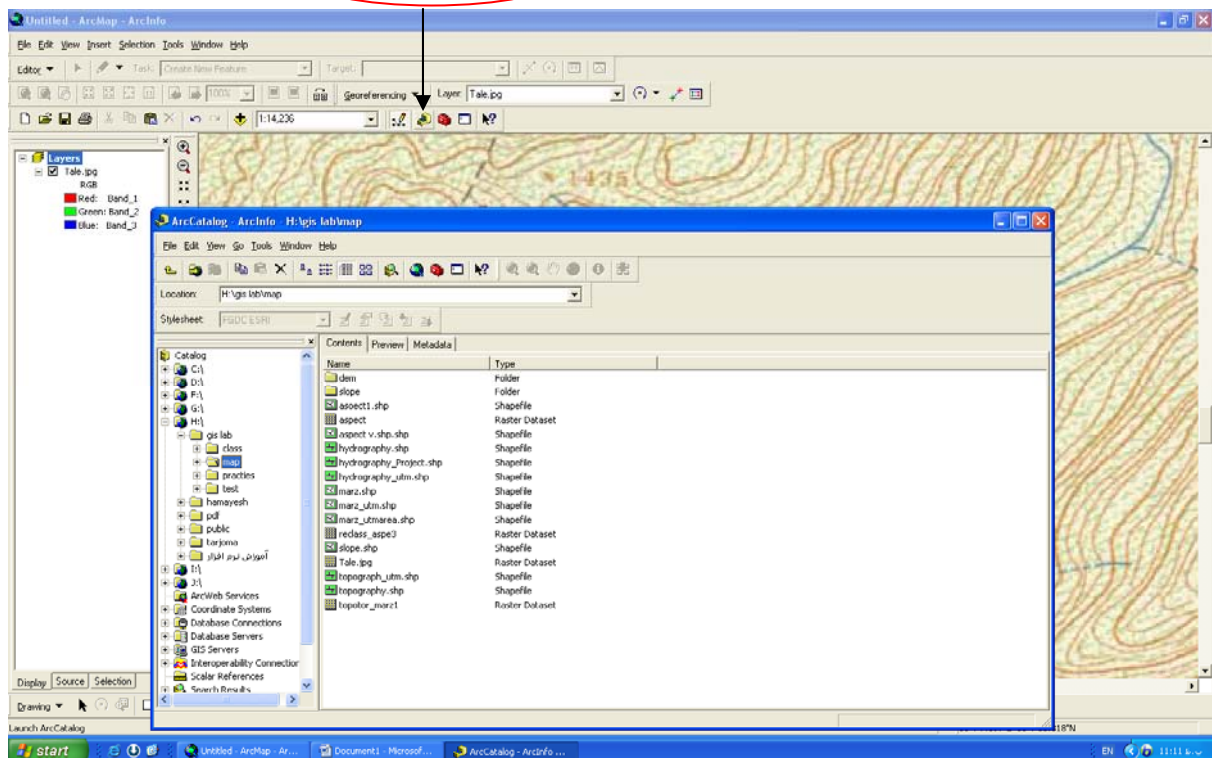 Untitled - ArcMap - ArcInfo
File Edit View Insert Selection Tools Window Help
Editor Task: Create New Feature Target:
100% Georeferencing Layer: Tale.jpg
1:14,236
Layers
Tale.jpg
RGB
Red: Band_1
Green: Band_2
Blue: Band_3
ArcCatalog - ArcInfo - H:\gis lab\map
File Edit View Go Tools Window Help
Location: H:\gis lab\map
Stylesheet: FGDC ESRI
Contents Preview Metadata
Name Type
dem Folder
slope Folder
asoect1.shp Shapefile
aspect Raster Dataset
aspect v.shp.shp Shapefile
hydrography.shp Shapefile
hydrography_Project.shp Shapefile
hydrography_utm.shp Shapefile
marz.shp Shapefile
marz_utm.shp Shapefile
marz_utmarea.shp Shapefile
reclass_aspe3 Raster Dataset
slope.shp Shapefile
Tale.jpg Raster Dataset
topograph_utm.shp Shapefile
topography.shp Shapefile
topotor_marz1 Raster Dataset
Catalog
C:\
D:\
F:\
G:\
H:\
gis lab
class
map
practies
test
hamayesh
pdf
public
tarjoma
آموزش نرم افزار
I:\
J:\
ArcWeb Services
Coordinate Systems
Database Connections
Database Servers
GIS Servers
Interoperability Connection
Scalar References
Search Results
Display Source Selection
Drawing
Launch ArcCatalog
18"N
start Untitled - ArcMap - Ar... Document1 - Microsof... ArcCatalog - ArcInfo ... EN 11:11 ب.ظ